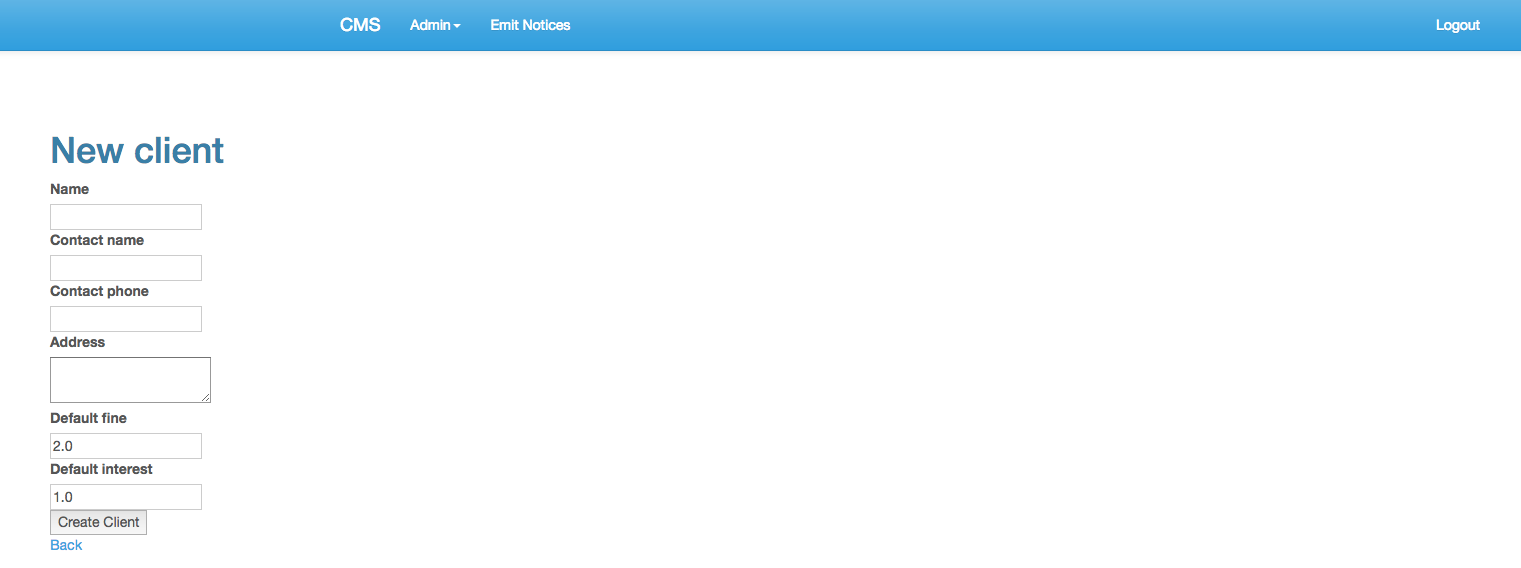 CMS Admin Emit Notices Logout
New client
Name
Contact name
Contact phone
Address
Default fine
2.0
Default interest
1.0
Create Client
Back